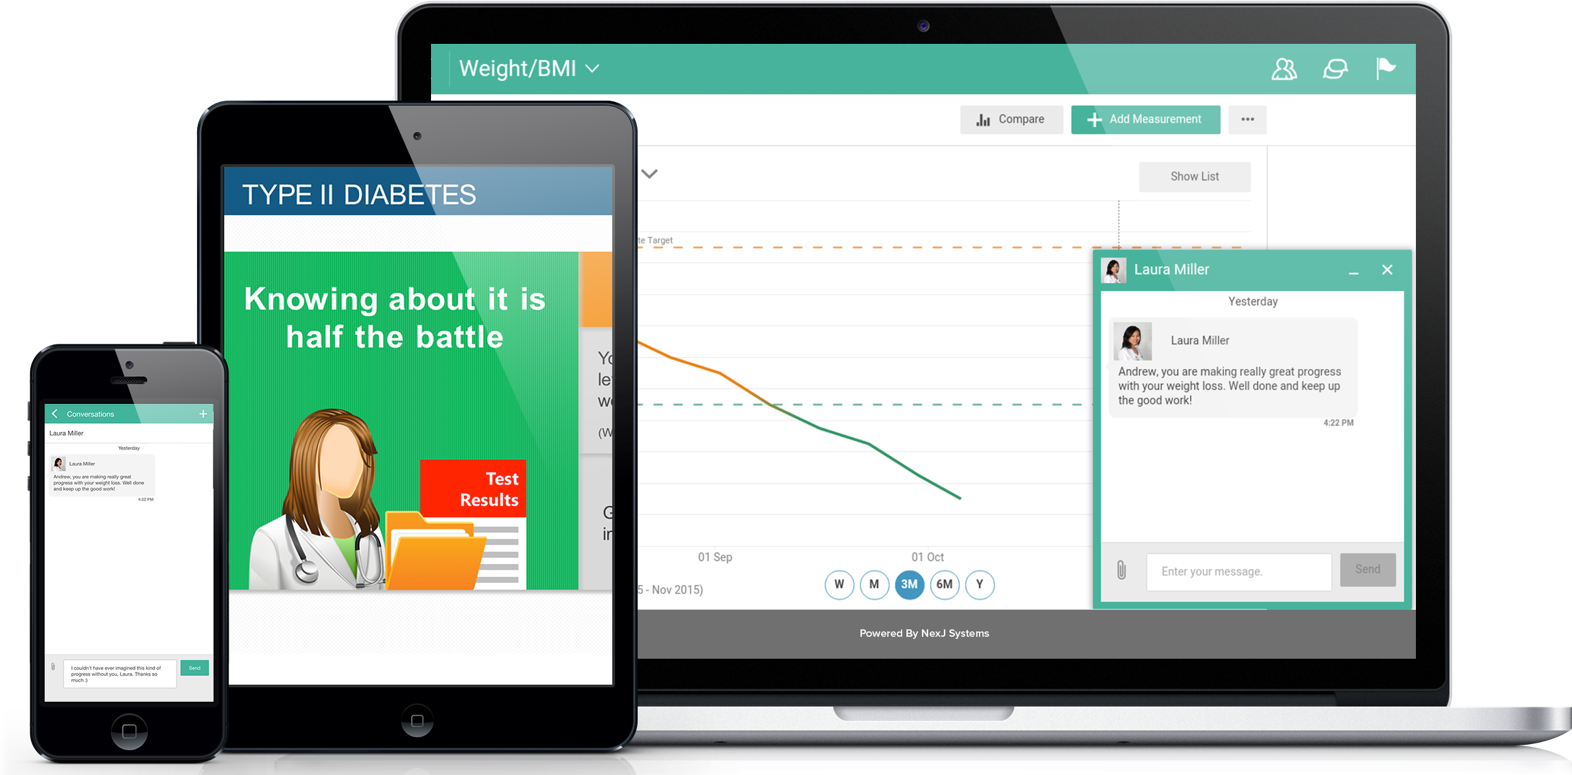 Weight/BMI
Compare
Add Measurement
Show List
te Target
01 Sep
01 Oct
5 - Nov 2015)
W
M
3M
6M
Y
Powered By NexJ Systems
Laura Miller
Yesterday
Laura Miller
Andrew, you are making really great progress
with your weight loss. Well done and keep up
the good work!
4:22 PM
Enter your message.
Send
TYPE II DIABETES
Knowing about it is
half the battle
Test
Results
Yo
le
we
(W
G
in
Conversations
Laura Miller
Yesterday
Laura Miller
Andrew, you are making really great
progress with your weight loss. Well done
and keep up the good work!
4:22 PM
I couldn't have ever imagined this kind of
progress without you, Laura. Thanks so
much :)
Send